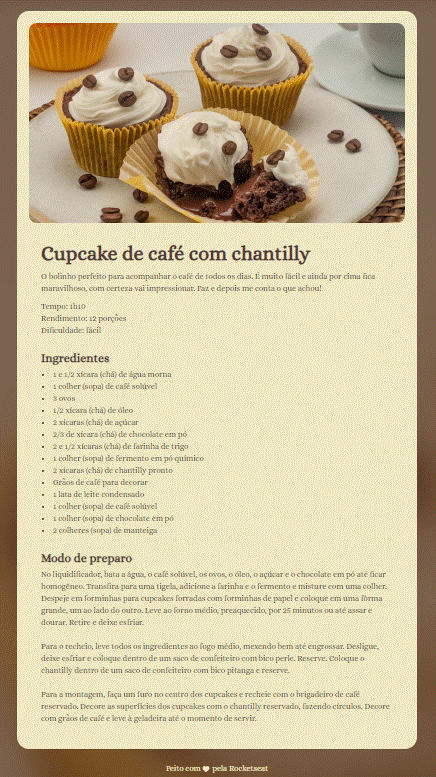 Cupcake de café com chantilly
O bolinho perfeito para acompanhar o café de todos os dias. É muito fácil e ainda por cima fica
maravilhoso, com certeza vai impressionar. Faz e depois me conta o que achou!
Tempo: 1h10
Rendimento: 12 porções
Dificuldade: fácil
Ingredientes
• 1 e 1/2 xícara (chá) de água morna
• 1 colher (sopa) de café solúvel
• 3 ovos
• 1/2 xícara (chá) de óleo
• 2 xícaras (chá) de açúcar
• 2/3 de xícara (chá) de chocolate em pó
• 2 e 1/2 xícaras (chá) de farinha de trigo
• 1 colher (sopa) de fermento em pó químico
• 2 xícaras (chá) de chantilly pronto
• Grãos de café para decorar
• 1 lata de leite condensado
• 1 colher (sopa) de café solúvel
• 1 colher (sopa) de chocolate em pó
• 2 colheres (sopa) de manteiga
Modo de preparo
No liquidificador, bata a água, o café solúvel, os ovos, o óleo, o açúcar e o chocolate em pó até ficar
homogêneo. Transfira para uma tigela, adicione a farinha e o fermento e misture com uma colher.
Despeje em forminhas para cupcakes forradas com forminhas de papel e coloque em uma fôrma
grande, um ao lado do outro. Leve ao forno médio, preaquecido, por 25 minutos ou até assar e
dourar. Retire e deixe esfriar.
Para o recheio, leve todos os ingredientes ao fogo médio, mexendo bem até engrossar. Desligue,
deixe esfriar e coloque dentro de um saco de confeiteiro com bico perle. Reserve. Coloque o
chantilly dentro de um saco de confeiteiro com bico pitanga e reserve.
Para a montagem, faça um furo no centro dos cupcakes e recheie com o brigadeiro de café
reservado. Decore as superfícies dos cupcakes com o chantilly reservado, fazendo círculos. Decore
com grãos de café e leve à geladeira até o momento de servir.
Feito com ♥ pela Rocketseat